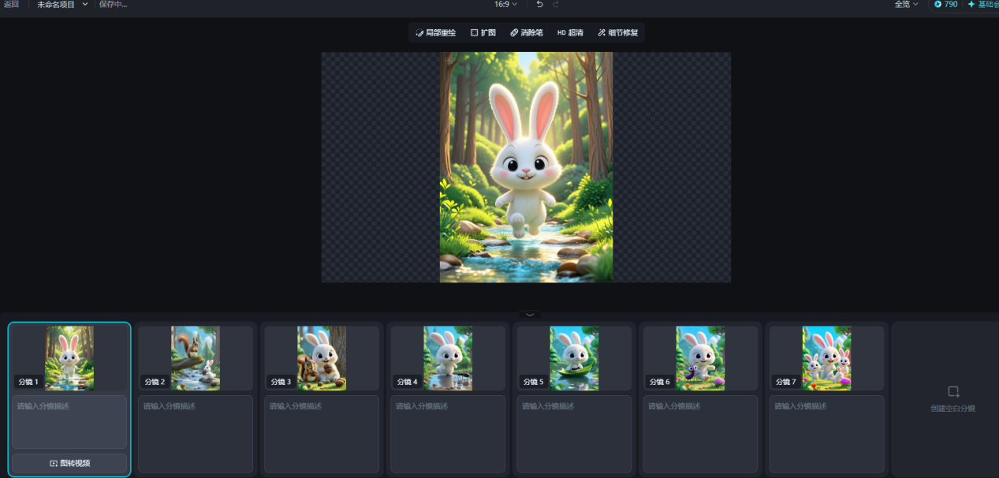 返回 未命名项目 保存中... 16:9 全览 790 基础会
局部重绘 扩图 消除笔 HD 超清 细节修复
分镜 1 分镜 2 分镜 3 分镜 4 分镜 5 分镜 6 分镜 7
请输入分镜描述 请输入分镜描述 请输入分镜描述 请输入分镜描述 请输入分镜描述 请输入分镜描述 请输入分镜描述 创建空白分镜
图转视频